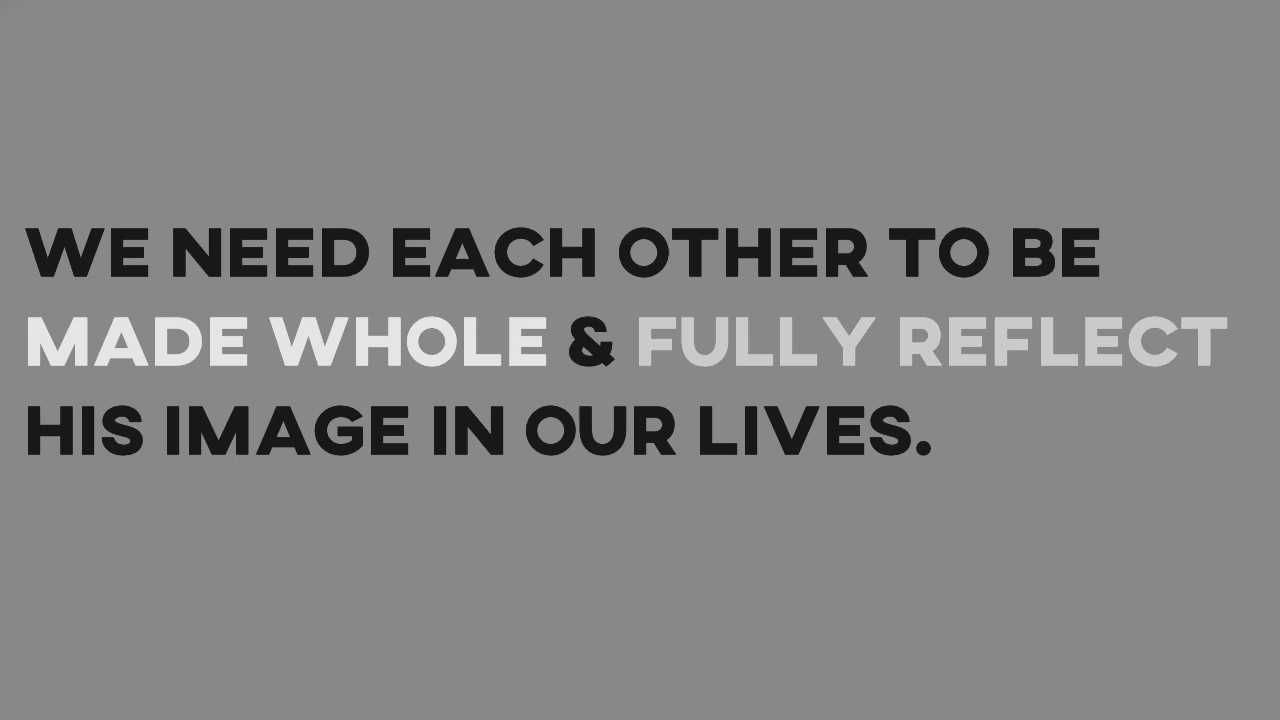 WE NEED EACH OTHER TO BE
MADE WHOLE & FULLY REFLECT
HIS IMAGE IN OUR LIVES.